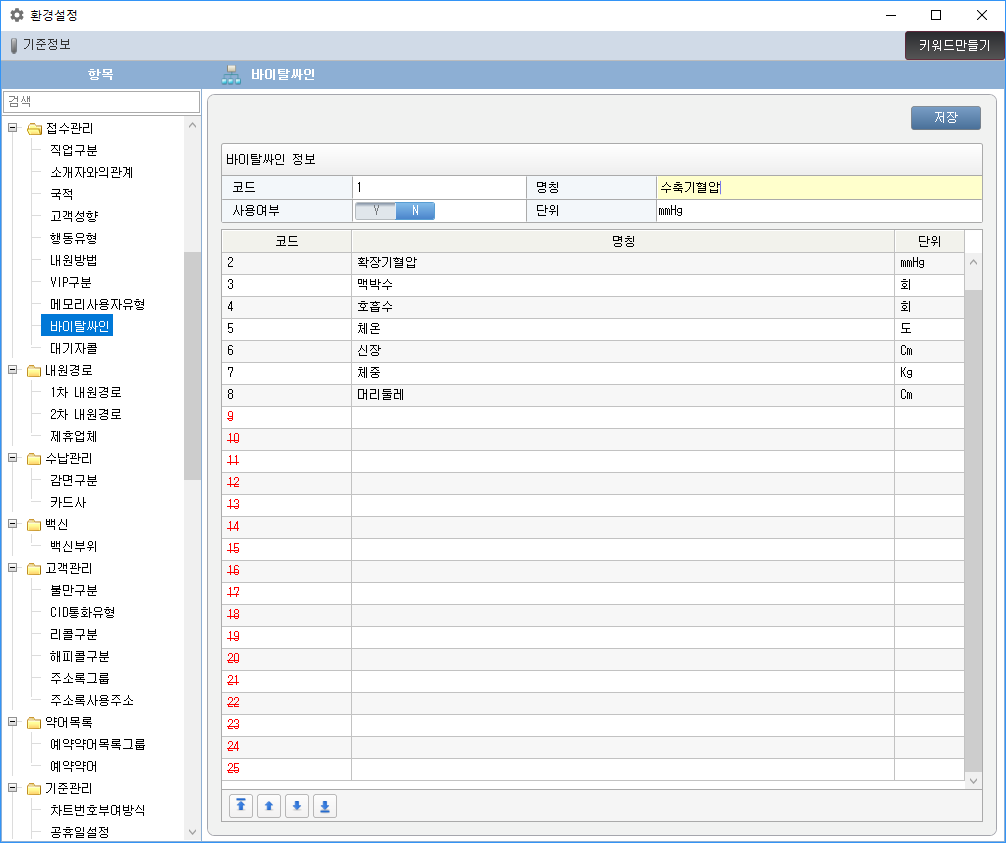 환경설정
기준정보
키워드만들기
항목
바이탈싸인
검색
저장
접수관리
직업구분
소개자와의관계
국적
고객성향
행동유형
내원방법
VIP구분
메모리사용자유형
바이탈싸인
대기자콜
내원경로
1차 내원경로
2차 내원경로
제휴업체
수납관리
감면구분
카드사
백신
백신부위
고객관리
불만구분
CID통화유형
리콜구분
해피콜구분
주소록그룹
주소록사용주소
약어목록
예약약어목록그룹
예약약어
기준관리
차트번호부여방식
공휴일설정
바이탈싸인 정보
코드 1 명칭 수축기혈압
사용여부 Y N 단위 mmHg
코드 명칭 단위
2 확장기혈압 mmHg
3 맥박수 회
4 호흡수 회
5 체온 도
6 신장 Cm
7 체중 Kg
8 머리둘레 Cm
9
10
11
12
13
14
15
16
17
18
19
20
21
22
23
24
25